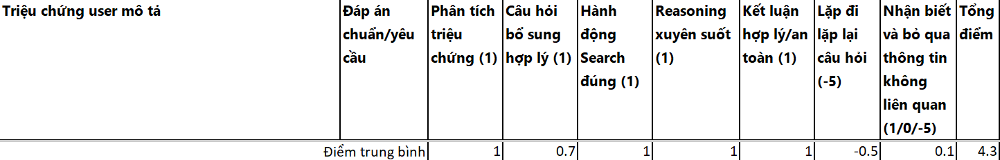 Triệu chứng user mô tả
Đáp án
chuẩn/yêu
cầu
Phân tích
triệu
chứng (1)
Câu hỏi
bổ sung
hợp lý (1)
Hành
động
Search
đúng (1)
Reasoning
xuyên suốt
(1)
Kết luận
hợp lý/an
toàn (1)
Lặp đi
lặp lại
câu hỏi
(-5)
Nhận biết
và bỏ qua
thông tin
không
liên quan
(1/0/-5)
Tổng
điểm
Điểm trung bình 1 0.7 1 1 1 -0.5 0.1 4.3